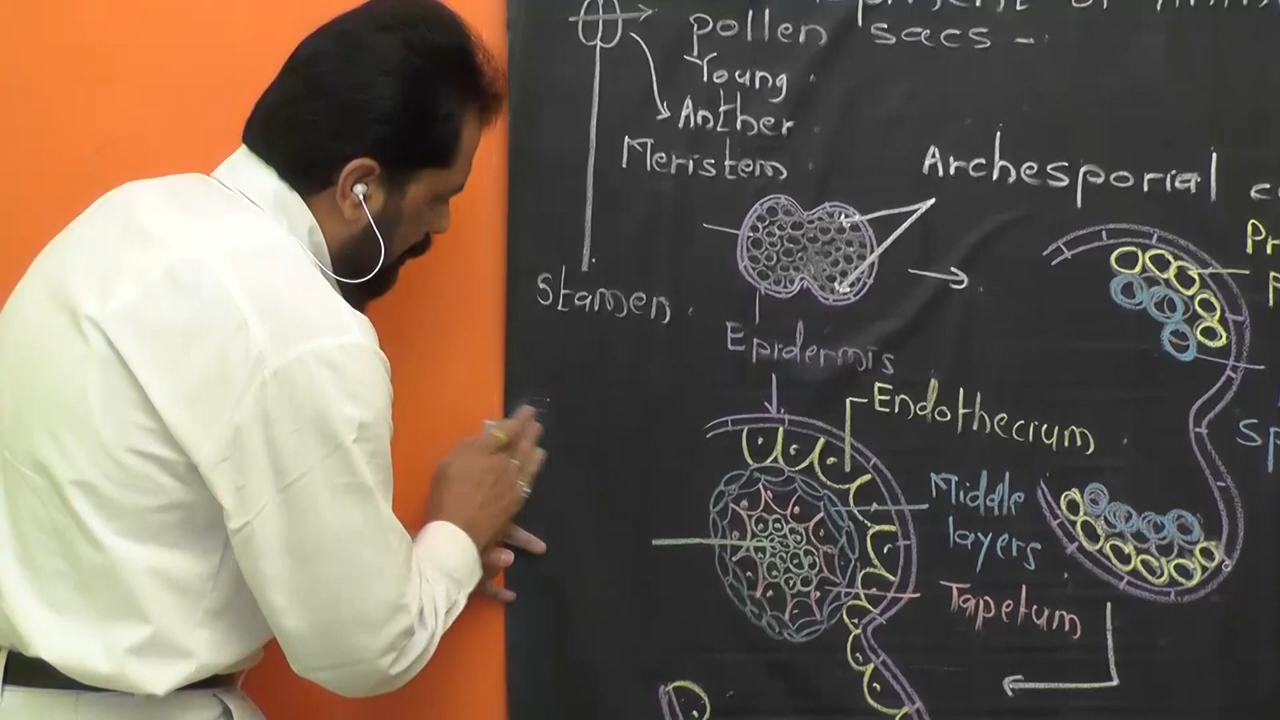 pollen sacs -
Young
Anther
Meristem
Archesporial
Stamen.
Epidermis
Endothecium
Middle
layers
Tapetum